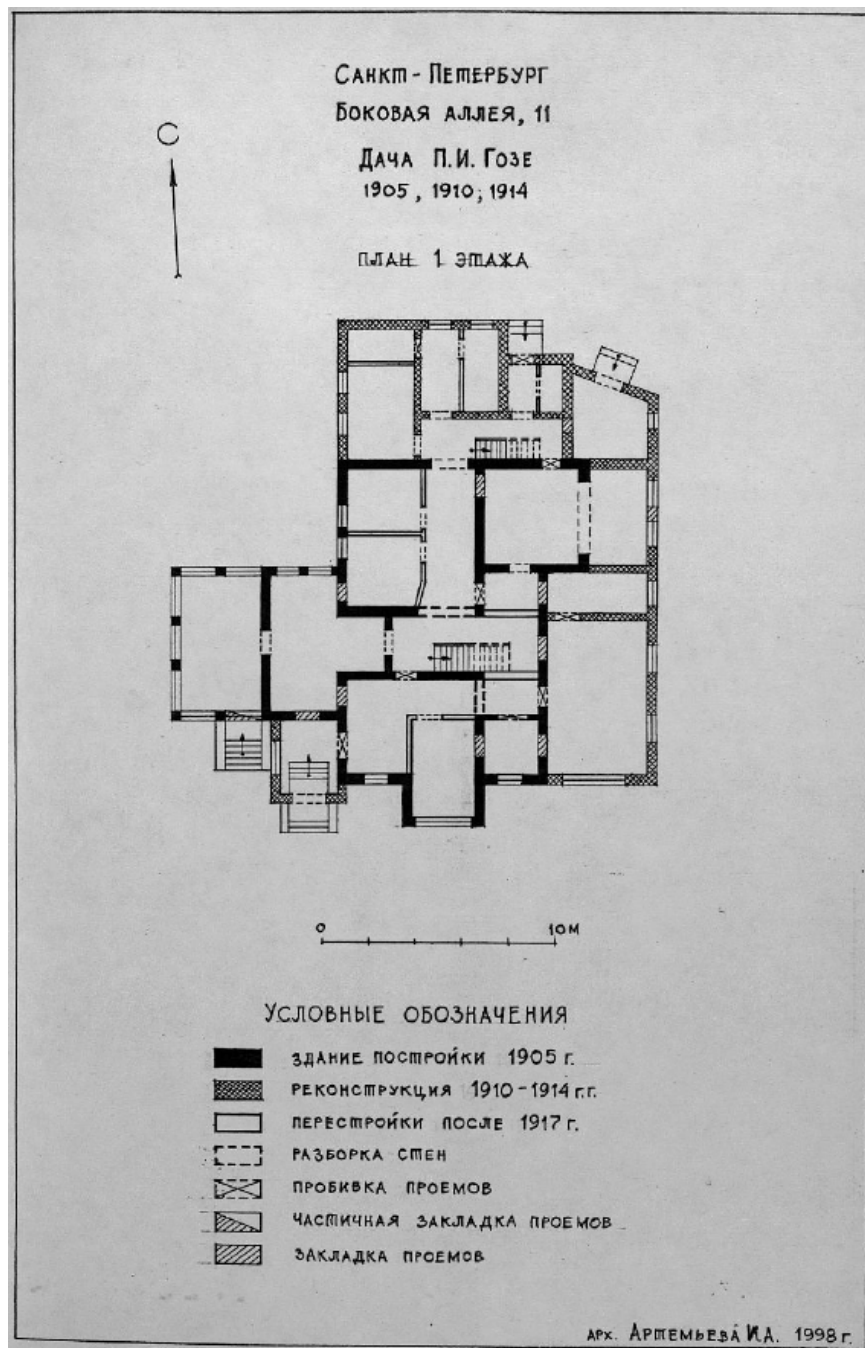 Санкт-Петербург
Боковая аллея, 11
Дача П.И. Гозе
1905, 1910; 1914
план 1 этажа
С
0 10 м
Условные обозначения
здание постройки 1905 г.
реконструкция 1910-1914 г.г.
перестройки после 1917 г.
разборка стен
пробивка проемов
частичная закладка проемов
закладка проемов
арх. Артемьева И.А. 1998 г.